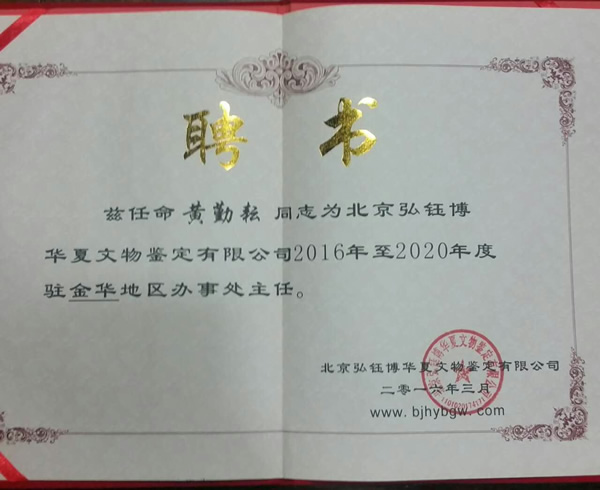 聘书
兹任命黄勤耘同志为北京弘钰博
华夏文物鉴定有限公司2016年至2020年度
驻金华地区办事处主任。
北京弘钰博华夏文物鉴定有限公司
二零一六年三月
www.bjhybgw.com